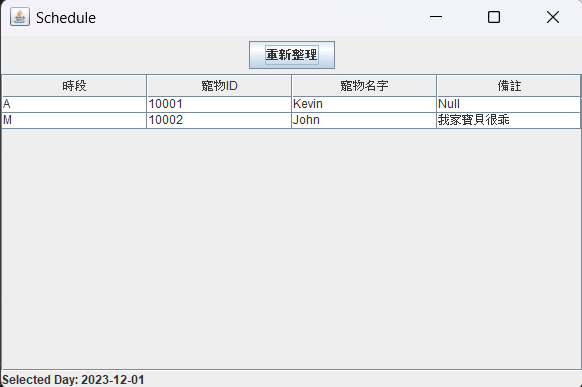 Schedule
重新整理
時段 寵物ID 寵物名字 備註
A 10001 Kevin Null
M 10002 John 我家寶貝很乖
Selected Day: 2023-12-01